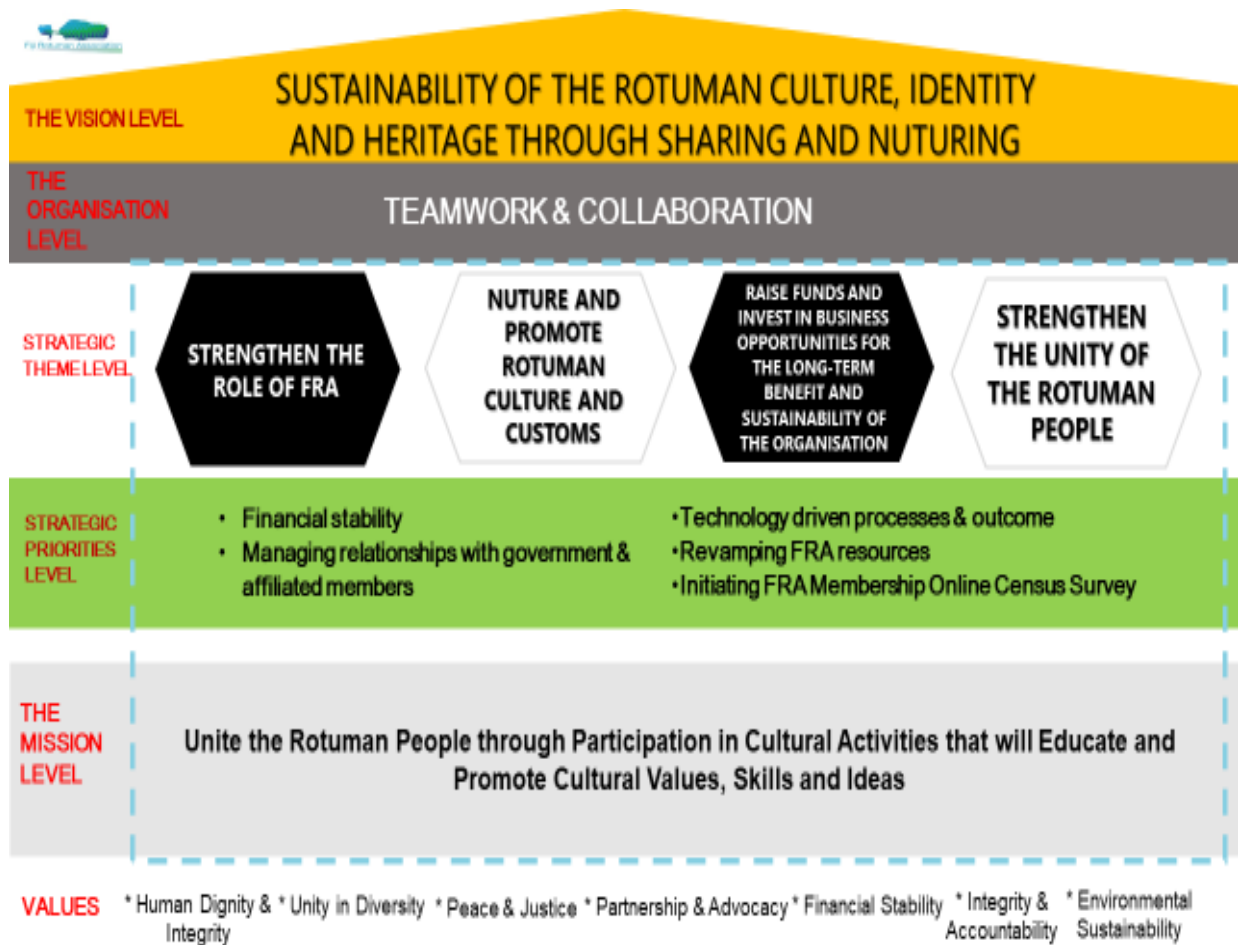 Fiji Rotuman Association
THE VISION LEVEL
SUSTAINABILITY OF THE ROTUMAN CULTURE, IDENTITY
AND HERITAGE THROUGH SHARING AND NUTURING
THE
ORGANISATION
LEVEL
TEAMWORK & COLLABORATION
STRATEGIC
THEME LEVEL
STRENGTHEN THE
ROLE OF FRA
NUTURE AND
PROMOTE
ROTUMAN
CULTURE AND
CUSTOMS
RAISE FUNDS AND
INVEST IN BUSINESS
OPPORTUNITIES FOR
THE LONG-TERM
BENEFIT AND
SUSTAINABILITY OF
THE ORGANISATION
STRENGTHEN
THE UNITY OF
THE ROTUMAN
PEOPLE
STRATEGIC
PRIORITIES
LEVEL
• Financial stability
• Managing relationships with government &
affiliated members
•Technology driven processes & outcome
•Revamping FRA resources
•Initiating FRA Membership Online Census Survey
THE
MISSION
LEVEL
Unite the Rotuman People through Participation in Cultural Activities that will Educate and
Promote Cultural Values, Skills and Ideas
VALUES
* Human Dignity &
Integrity
* Unity in Diversity
* Peace & Justice
* Partnership & Advocacy
* Financial Stability
* Integrity &
Accountability
* Environmental
Sustainability